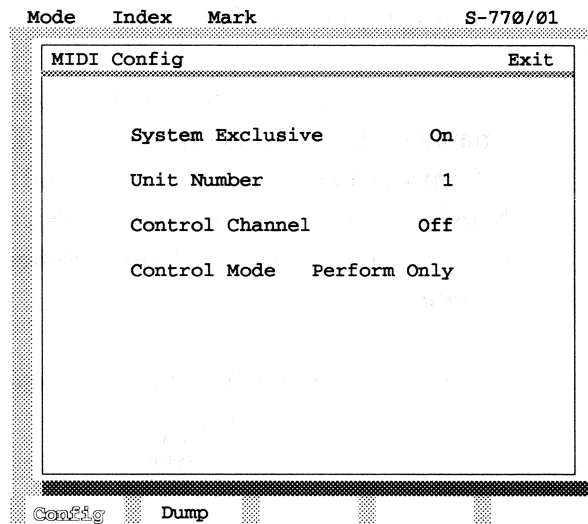 Mode Index Mark S-770/01
MIDI Config Exit
System Exclusive On
Unit Number 1
Control Channel Off
Control Mode Perform Only
Config Dump